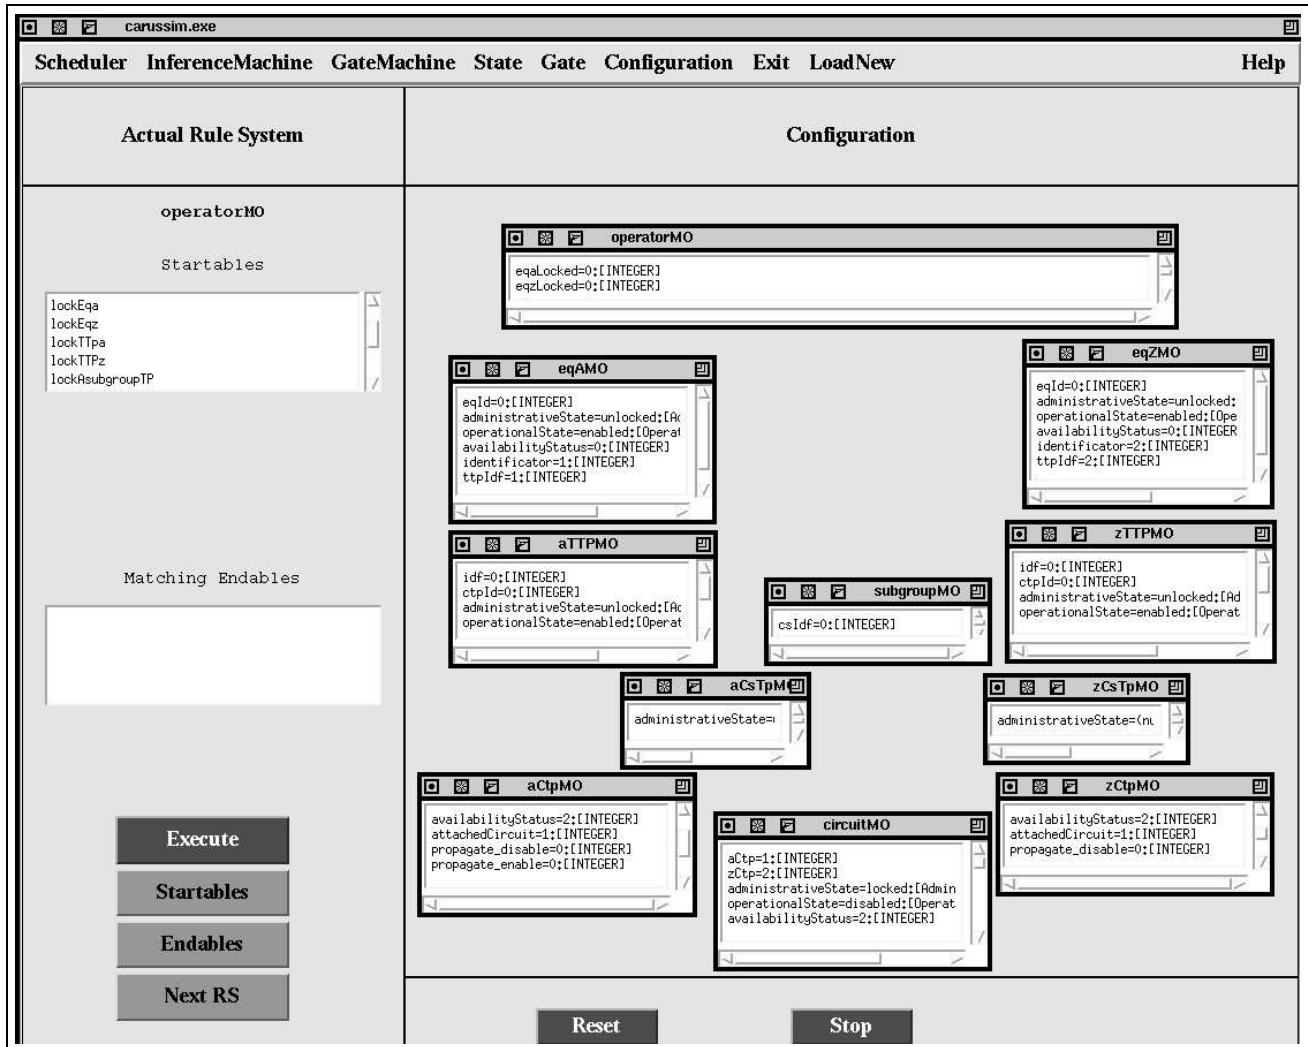 carussim.exe
Scheduler InferenceMachine GateMachine State Gate Configuration Exit LoadNew Help
Actual Rule System
Configuration
operatorMO
Startables
lockEqa
lockEqz
lockTTpa
lockTTPz
lockAsubgroupTP
Matching Endables
Execute
Startables
Endables
Next RS
operatorMO
eqaLocked=0:[INTEGER]
eqzLocked=0:[INTEGER]
eqAMO
eqId=0:[INTEGER]
administrativeState=unlocked:[Ac
operationalState=enabled:[Operat
availabilityStatus=0:[INTEGER]
identificator=1:[INTEGER]
ttpIdf=1:[INTEGER]
eqZMO
eqId=0:[INTEGER]
administrativeState=unlocked:
operationalState=enabled:[Ope
availabilityStatus=0:[INTEGER
identificator=2:[INTEGER]
ttpIdf=2:[INTEGER]
aTTPMO
idf=0:[INTEGER]
ctpId=0:[INTEGER]
administrativeState=unlocked:[Ac
operationalState=enabled:[Operat
subgroupMO
csIdf=0:[INTEGER]
zTTPMO
idf=0:[INTEGER]
ctpId=0:[INTEGER]
administrativeState=unlocked:[Ad
operationalState=enabled:[Operat
aCsTpM
administrativeState=
zCsTpMO
administrativeState=(nu
aCtpMO
availabilityStatus=2:[INTEGER]
attachedCircuit=1:[INTEGER]
propagate_disable=0:[INTEGER]
propagate_enable=0:[INTEGER]
circuitMO
aCtp=1:[INTEGER]
zCtp=2:[INTEGER]
administrativeState=locked:[Admin
operationalState=disabled:[Operat
availabilityStatus=2:[INTEGER]
zCtpMO
availabilityStatus=2:[INTEGER]
attachedCircuit=1:[INTEGER]
propagate_disable=0:[INTEGER]
Reset
Stop